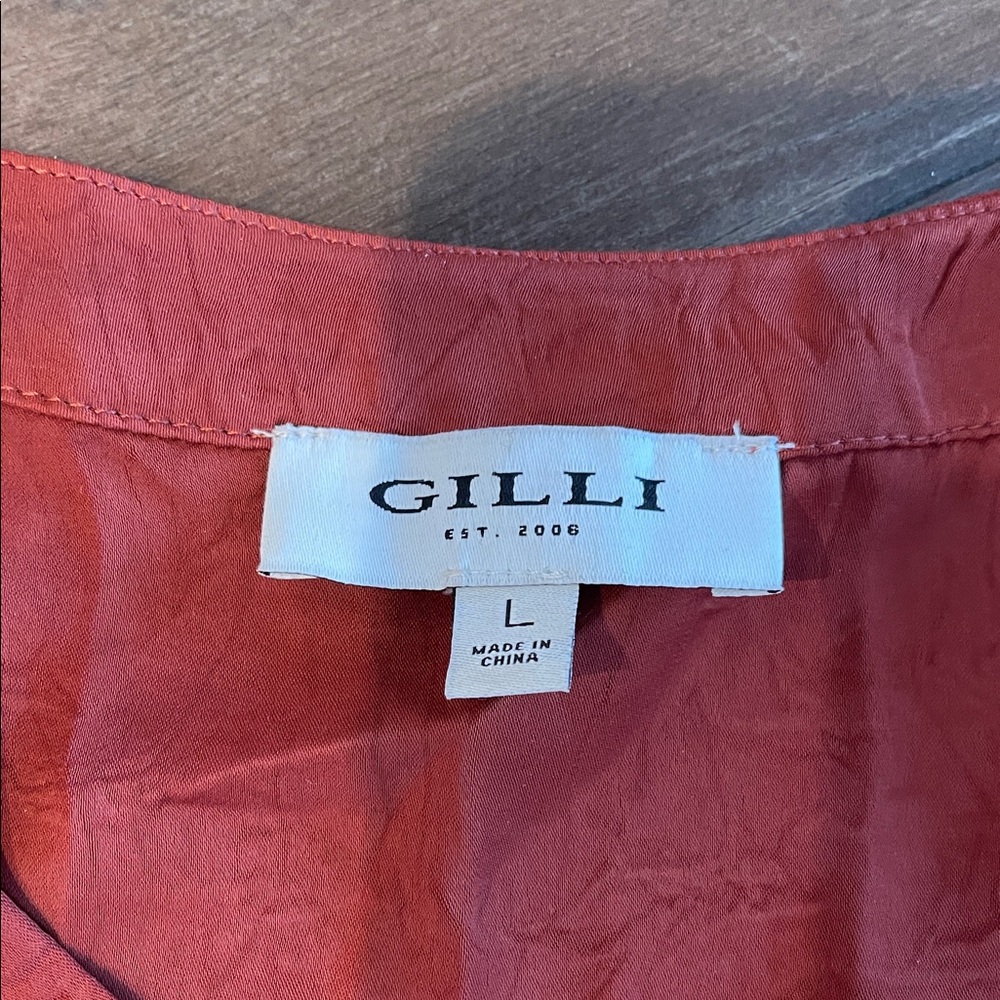 GILLI
EST. 2006
L
MADE IN
CHINA